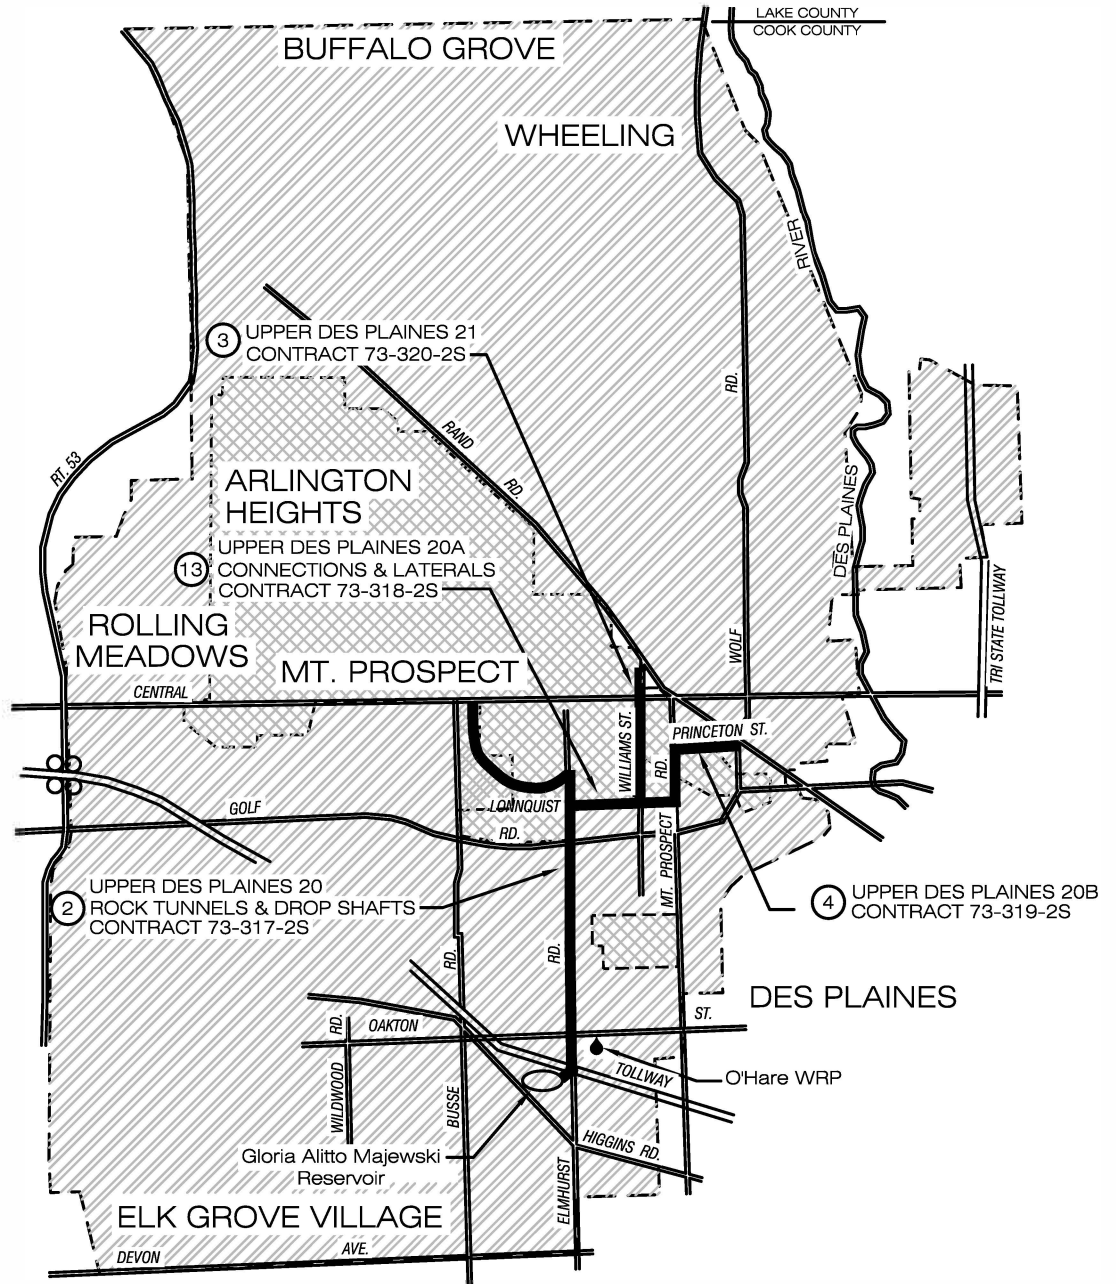 LAKE COUNTY
COOK COUNTY
BUFFALO GROVE
WHEELING
RIVER
3
UPPER DES PLAINES 21
CONTRACT 73-320-2S
RD.
RAND
RD.
RT. 53
ARLINGTON
HEIGHTS
DES PLAINES
13
UPPER DES PLAINES 20A
CONNECTIONS & LATERALS
CONTRACT 73-318-2S
ROLLING
MEADOWS
WOLF
TRI STATE TOLLWAY
MT. PROSPECT
CENTRAL
WILLIAMS ST.
PRINCETON ST.
RD.
GOLF
LONNQUIST
RD.
MT. PROSPECT
2
UPPER DES PLAINES 20
ROCK TUNNELS & DROP SHAFTS
CONTRACT 73-317-2S
4
UPPER DES PLAINES 20B
CONTRACT 73-319-2S
RD.
RD.
DES PLAINES
RD.
OAKTON
ST.
WILDWOOD
TOLLWAY
O'Hare WRP
BUSSE
HIGGINS RD.
Gloria Alitto Majewski
Reservoir
ELMHURST
ELK GROVE VILLAGE
DEVON
AVE.